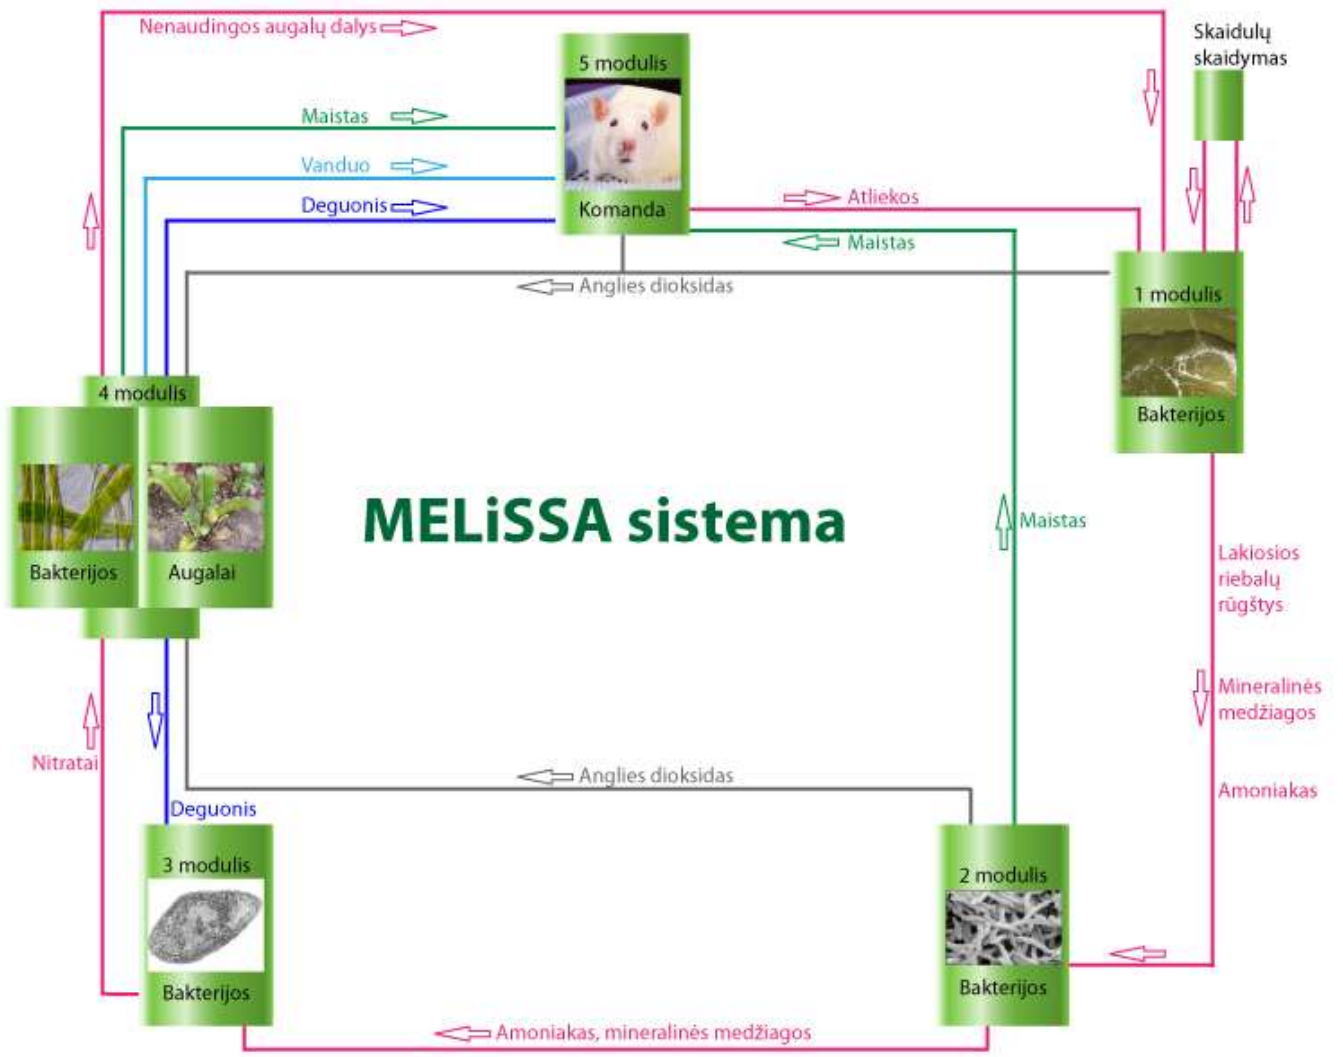 Nenaudingos augalų dalys
Skaidulų
skaidymas
5 modulis
Maistas
Vanduo
Deguonis
Komanda
Atliekos
Maistas
Anglies dioksidas
1 modulis
Bakterijos
4 modulis
Bakterijos
Augalai
MELiSSA sistema
Maistas
Lakiosios
riebalų
rūgštys
Mineralinės
medžiagos
Amoniakas
Nitratai
Anglies dioksidas
Deguonis
3 modulis
Bakterijos
2 modulis
Bakterijos
Amoniakas, mineralinės medžiagos